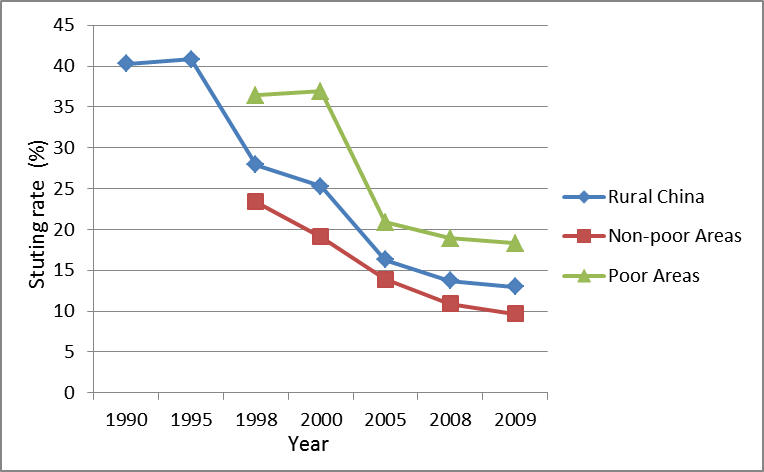 45
40
35
30
25
20
15
10
5
0
Stuting rate (%)
1990 1995 1998 2000 2005 2008 2009
Year
Rural China
Non-poor Areas
Poor Areas